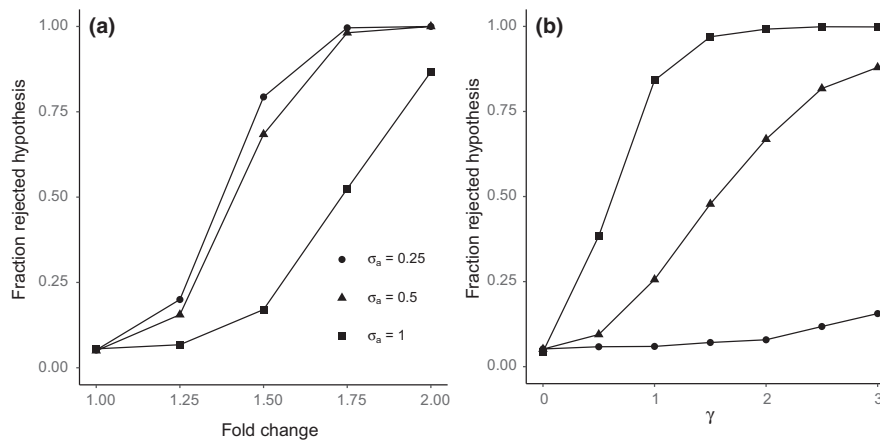 (a)
Fraction rejected hypothesis
1.00
0.75
0.50
0.25
0.00
1.00 1.25 1.50 1.75 2.00
Fold change
σa = 0.25
σa = 0.5
σa = 1
(b)
Fraction rejected hypothesis
1.00
0.75
0.50
0.25
0.00
0 1 2 3
γ